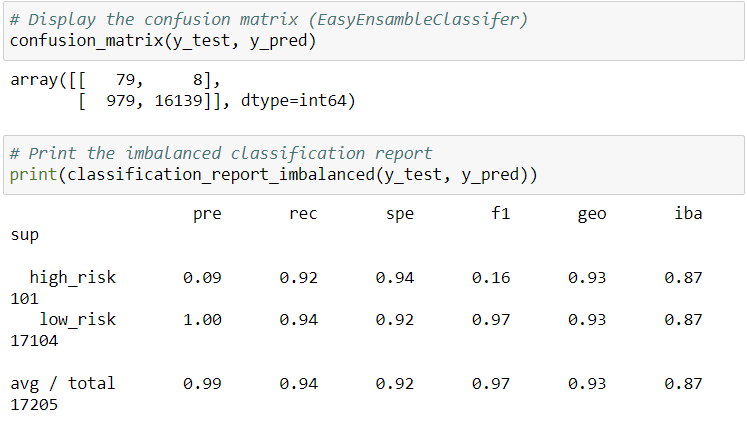 # Display the confusion matrix (EasyEnsambleClassifer)
confusion_matrix(y_test, y_pred)
array([[   79,     8],
       [  979, 16139]], dtype=int64)
# Print the imbalanced classification report
print(classification_report_imbalanced(y_test, y_pred))
                   pre       rec       spe        f1       geo       iba
sup
  high_risk       0.09      0.92      0.94      0.16      0.93      0.87
101
   low_risk       1.00      0.94      0.92      0.97      0.93      0.87
17104
avg / total       0.99      0.94      0.92      0.97      0.93      0.87
17205